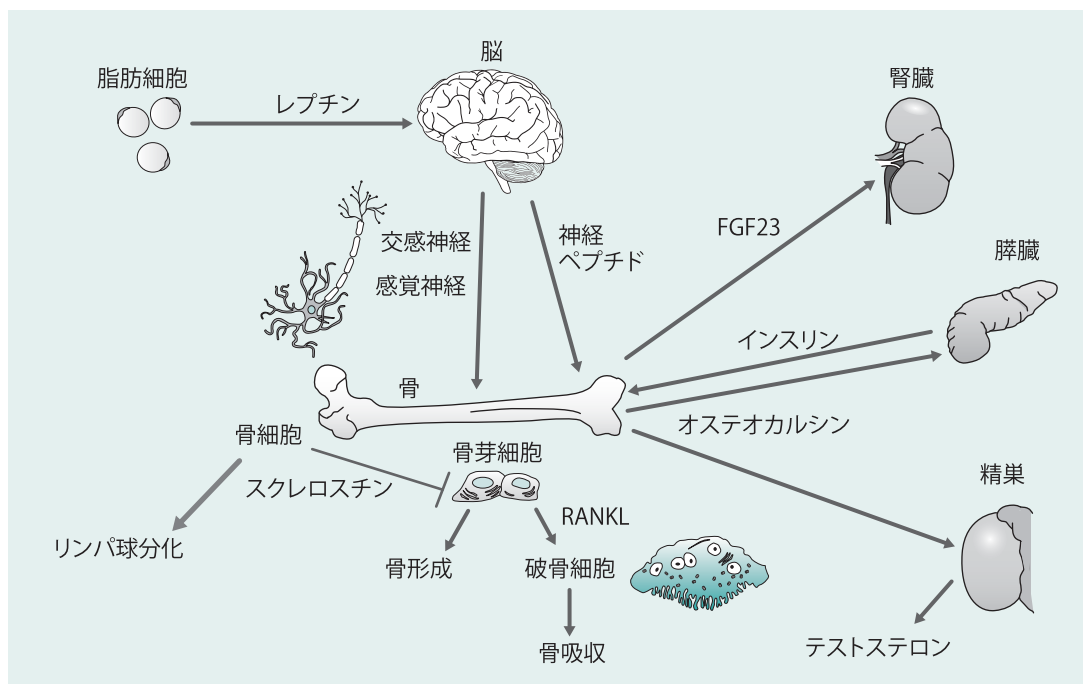 脳
脂肪細胞
レプチン
腎臓
交感神経
感覚神経
神経
ペプチド
FGF23
膵臓
インスリン
骨
オステオカルシン
骨細胞
骨芽細胞
スクレロスチン
精巣
RANKL
リンパ球分化
骨形成
破骨細胞
骨吸収
テストステロン